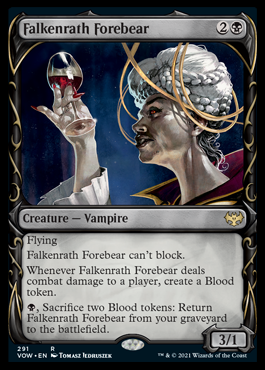 Falkenrath Forebear 2
Creature — Vampire
Flying
Falkenrath Forebear can't block.
Whenever Falkenrath Forebear deals
combat damage to a player, create a Blood
token.
, Sacrifice two Blood tokens: Return
Falkenrath Forebear from your graveyard
to the battlefield.
3/1
291 R
VOW • EN Tomasz Jedruszek
™ & © 2021 Wizards of the Coast